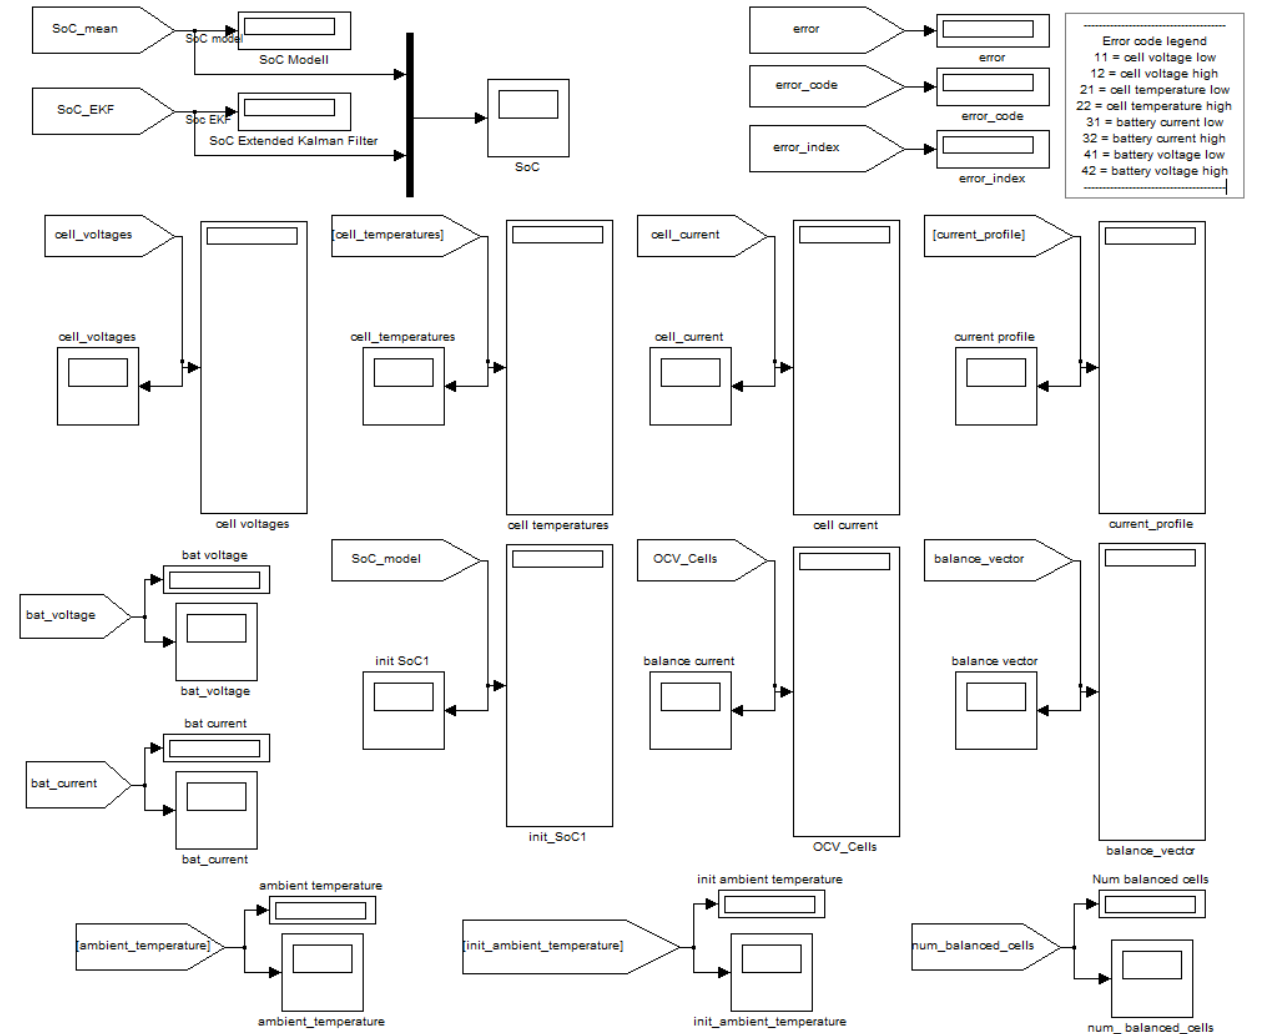 SoC_mean
SoC model
SoC Modell
SoC_EKF
Soc EKF
SoC Extended Kalman Filter
SoC
error
error
error_code
error_code
error_index
error_index
Error code legend
11 = cell voltage low
12 = cell voltage high
21 = cell temperature low
22 = cell temperature high
31 = battery current low
32 = battery current high
41 = battery voltage low
42 = battery voltage high
cell_voltages
cell_voltages
cell voltages
[cell_temperatures]
cell_temperatures
cell temperatures
cell_current
cell_current
cell current
[current_profile]
current profile
current_profile
bat voltage
bat_voltage
bat_voltage
SoC_model
init SoC1
init_SoC1
OCV_Cells
balance current
OCV_Cells
balance_vector
balance vector
balance_vector
bat current
bat_current
bat_current
ambient temperature
[ambient_temperature]
ambient_temperature
init ambient temperature
[init_ambient_temperature]
init_ambient_temperature
Num balanced cells
num_balanced_cells
num_ balanced_cells